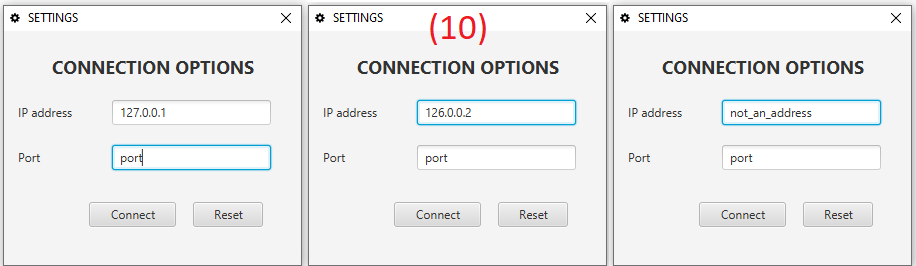 SETTINGS
CONNECTION OPTIONS
IP address 127.0.0.1
Port port
Connect Reset
SETTINGS
(10)
CONNECTION OPTIONS
IP address 126.0.0.2
Port port
Connect Reset
SETTINGS
CONNECTION OPTIONS
IP address not_an_address
Port port
Connect Reset